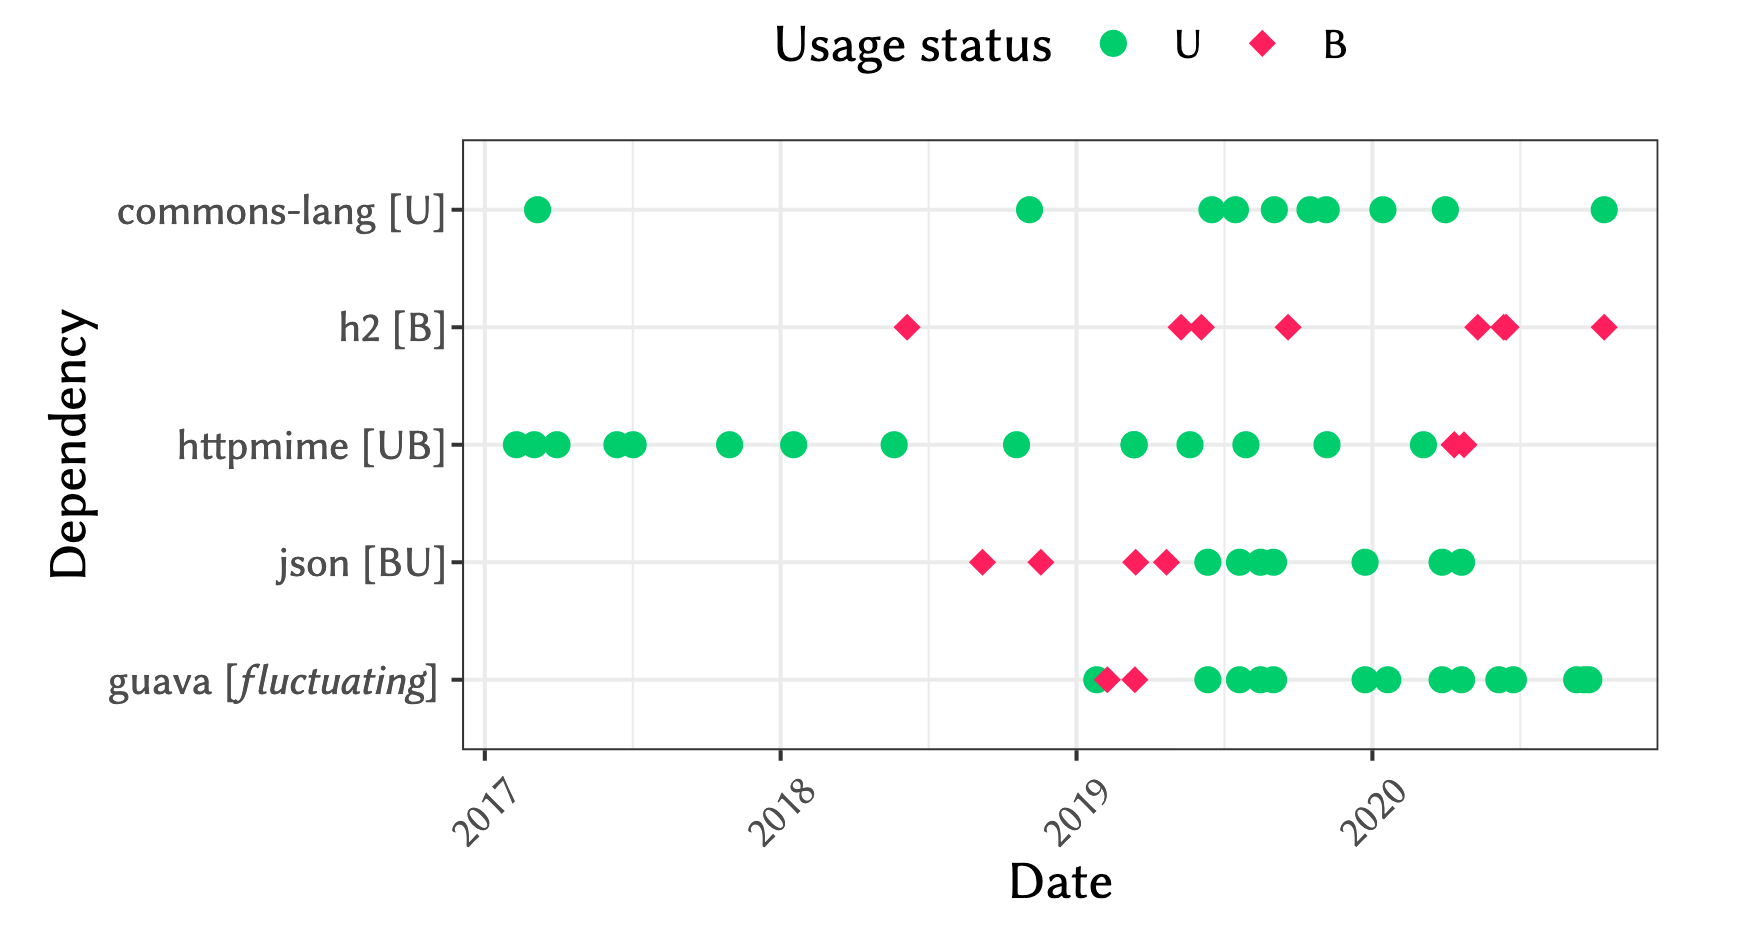 Usage status U B
commons-lang [U]
h2 [B]
httpmime [UB]
json [BU]
guava [fluctuating]
Dependency
2017 2018 2019 2020
Date